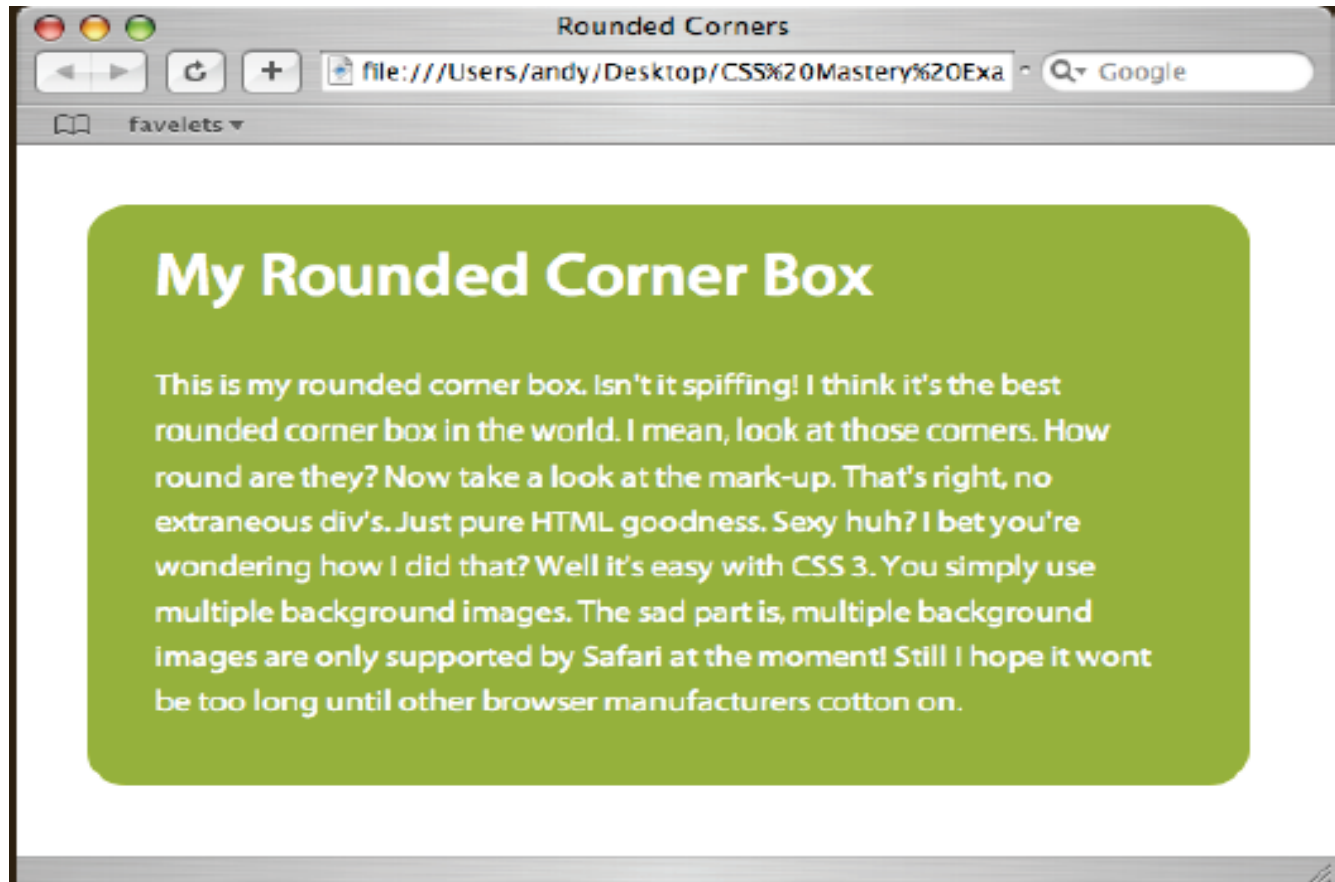 Rounded Corners
file:///Users/andy/Desktop/CSS%20Mastery%20Exa
Google
favelets
My Rounded Corner Box
This is my rounded corner box. Isn't it spiffing! I think it's the best
rounded corner box in the world. I mean, look at those corners. How
round are they? Now take a look at the mark-up. That's right, no
extraneous div's. Just pure HTML goodness. Sexy huh? I bet you're
wondering how I did that? Well it's easy with CSS 3. You simply use
multiple background images. The sad part is, multiple background
images are only supported by Safari at the moment! Still I hope it wont
be too long until other browser manufacturers cotton on.